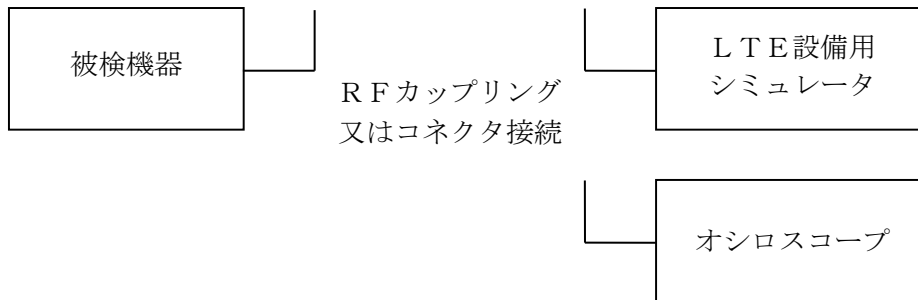 被検機器
ＲＦカップリング
又はコネクタ接続
ＬＴＥ設備用
シミュレータ
オシロスコープ